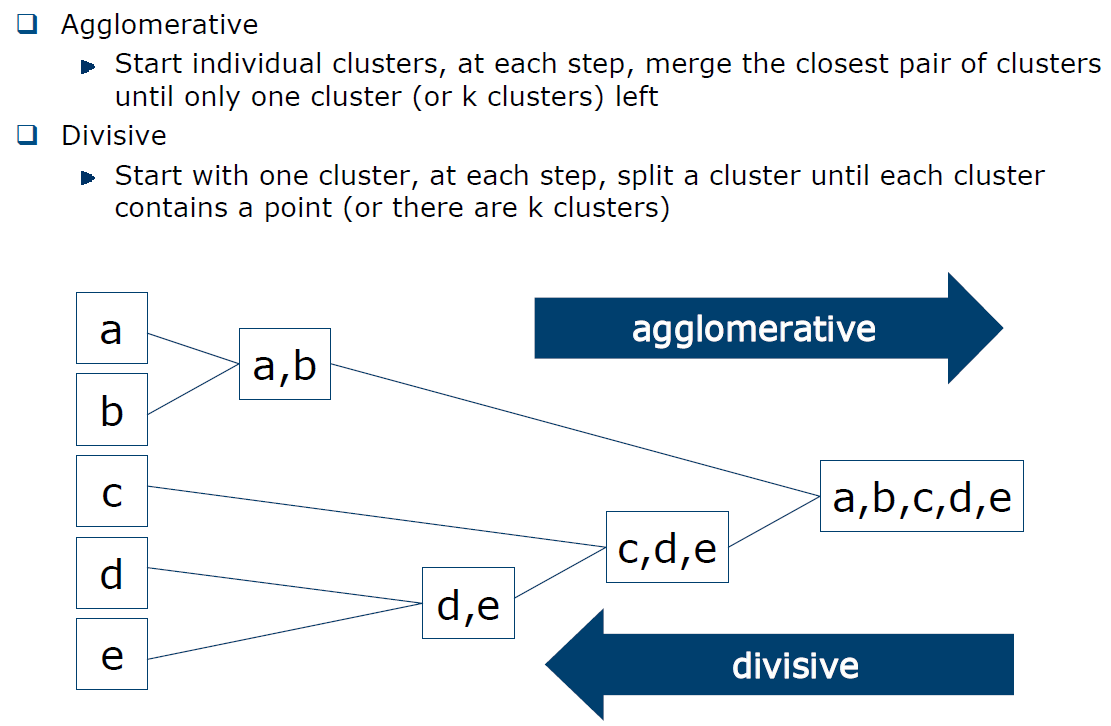 Agglomerative
Start individual clusters, at each step, merge the closest pair of clusters
until only one cluster (or k clusters) left
Divisive
Start with one cluster, at each step, split a cluster until each cluster
contains a point (or there are k clusters)
agglomerative
a
a,b
b
c
a,b,c,d,e
c,d,e
d
d,e
e
divisive